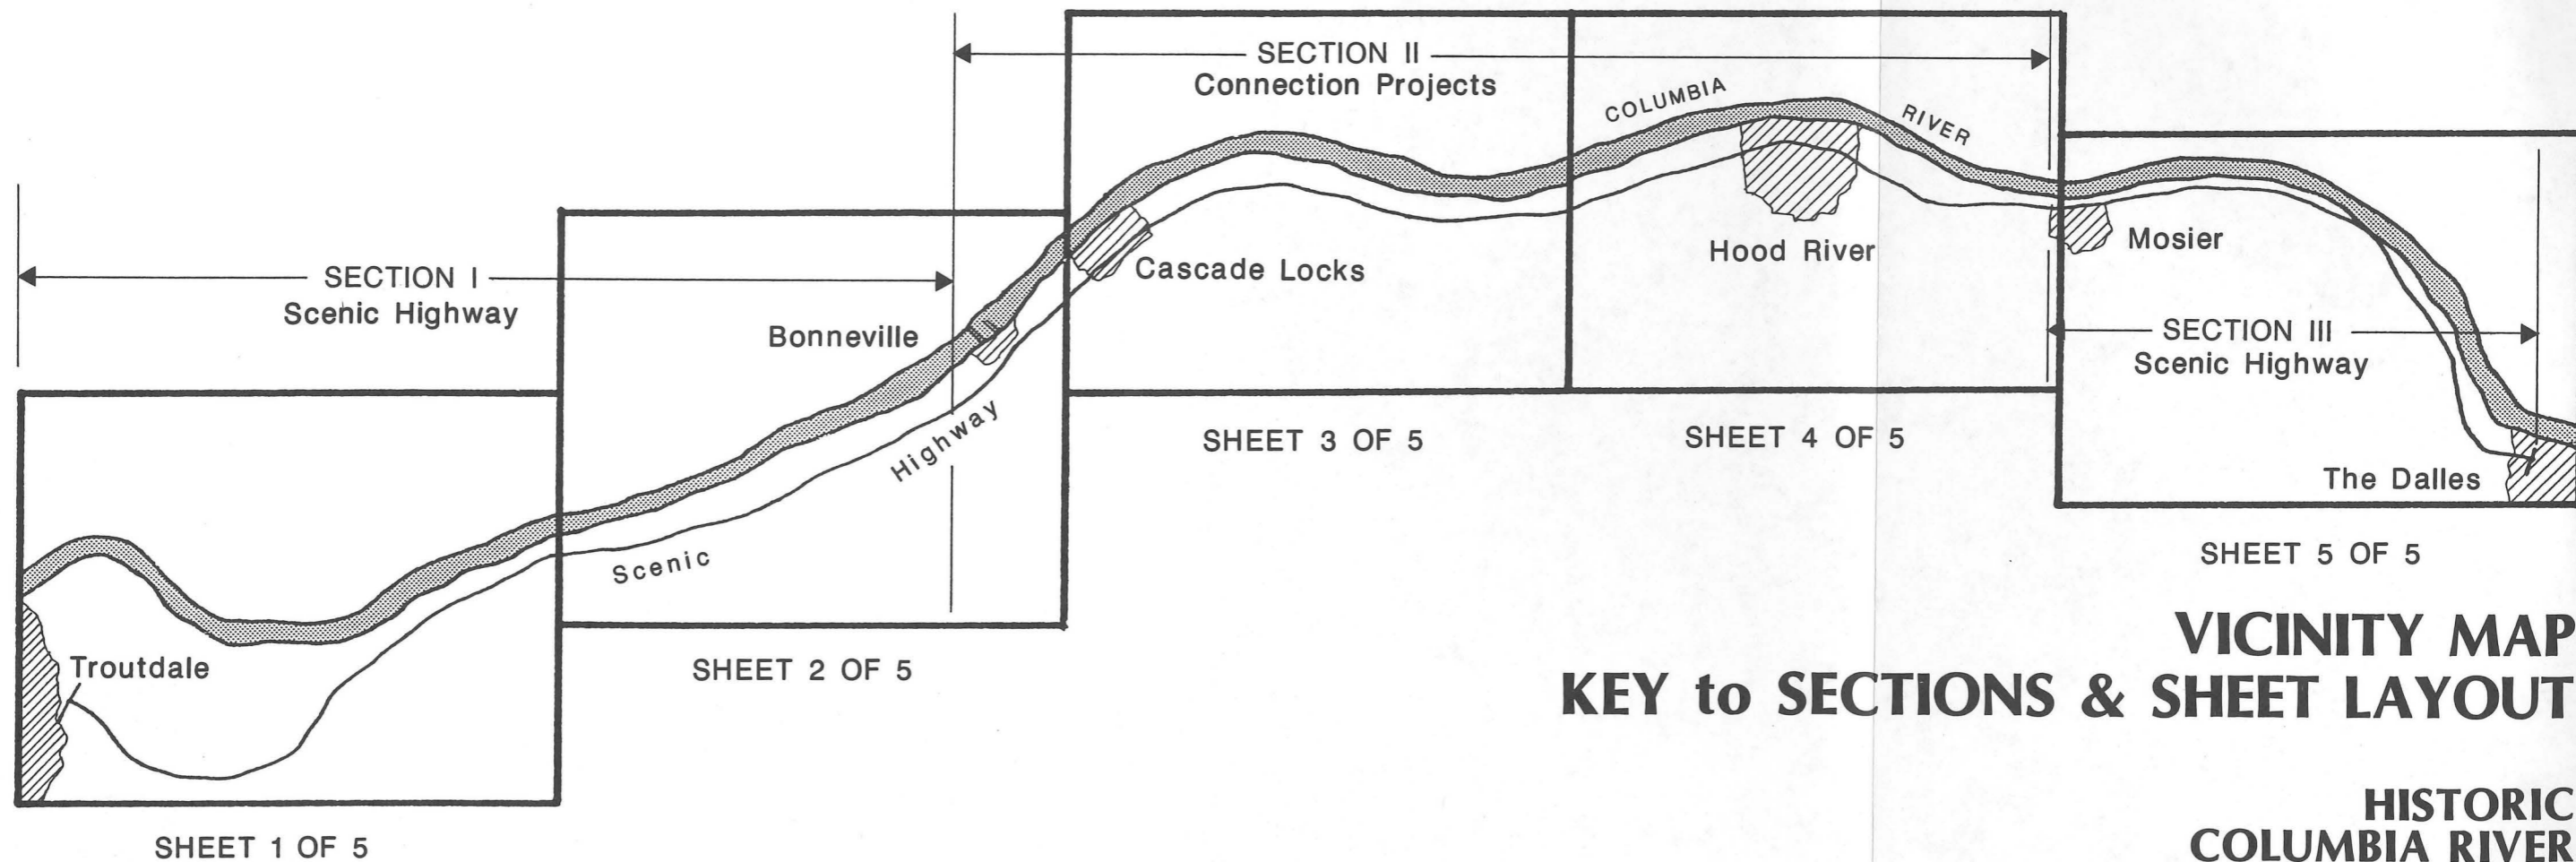 SECTION II
Connection Projects
COLUMBIA
RIVER
SECTION I
Scenic Highway
Bonneville
Cascade Locks
Hood River
Mosier
SECTION III
Scenic Highway
Highway
Scenic
The Dalles
Troutdale
SHEET 3 OF 5
SHEET 4 OF 5
SHEET 5 OF 5
SHEET 2 OF 5
SHEET 1 OF 5
VICINITY MAP
KEY to SECTIONS & SHEET LAYOUT
HISTORIC
COLUMBIA RIVER